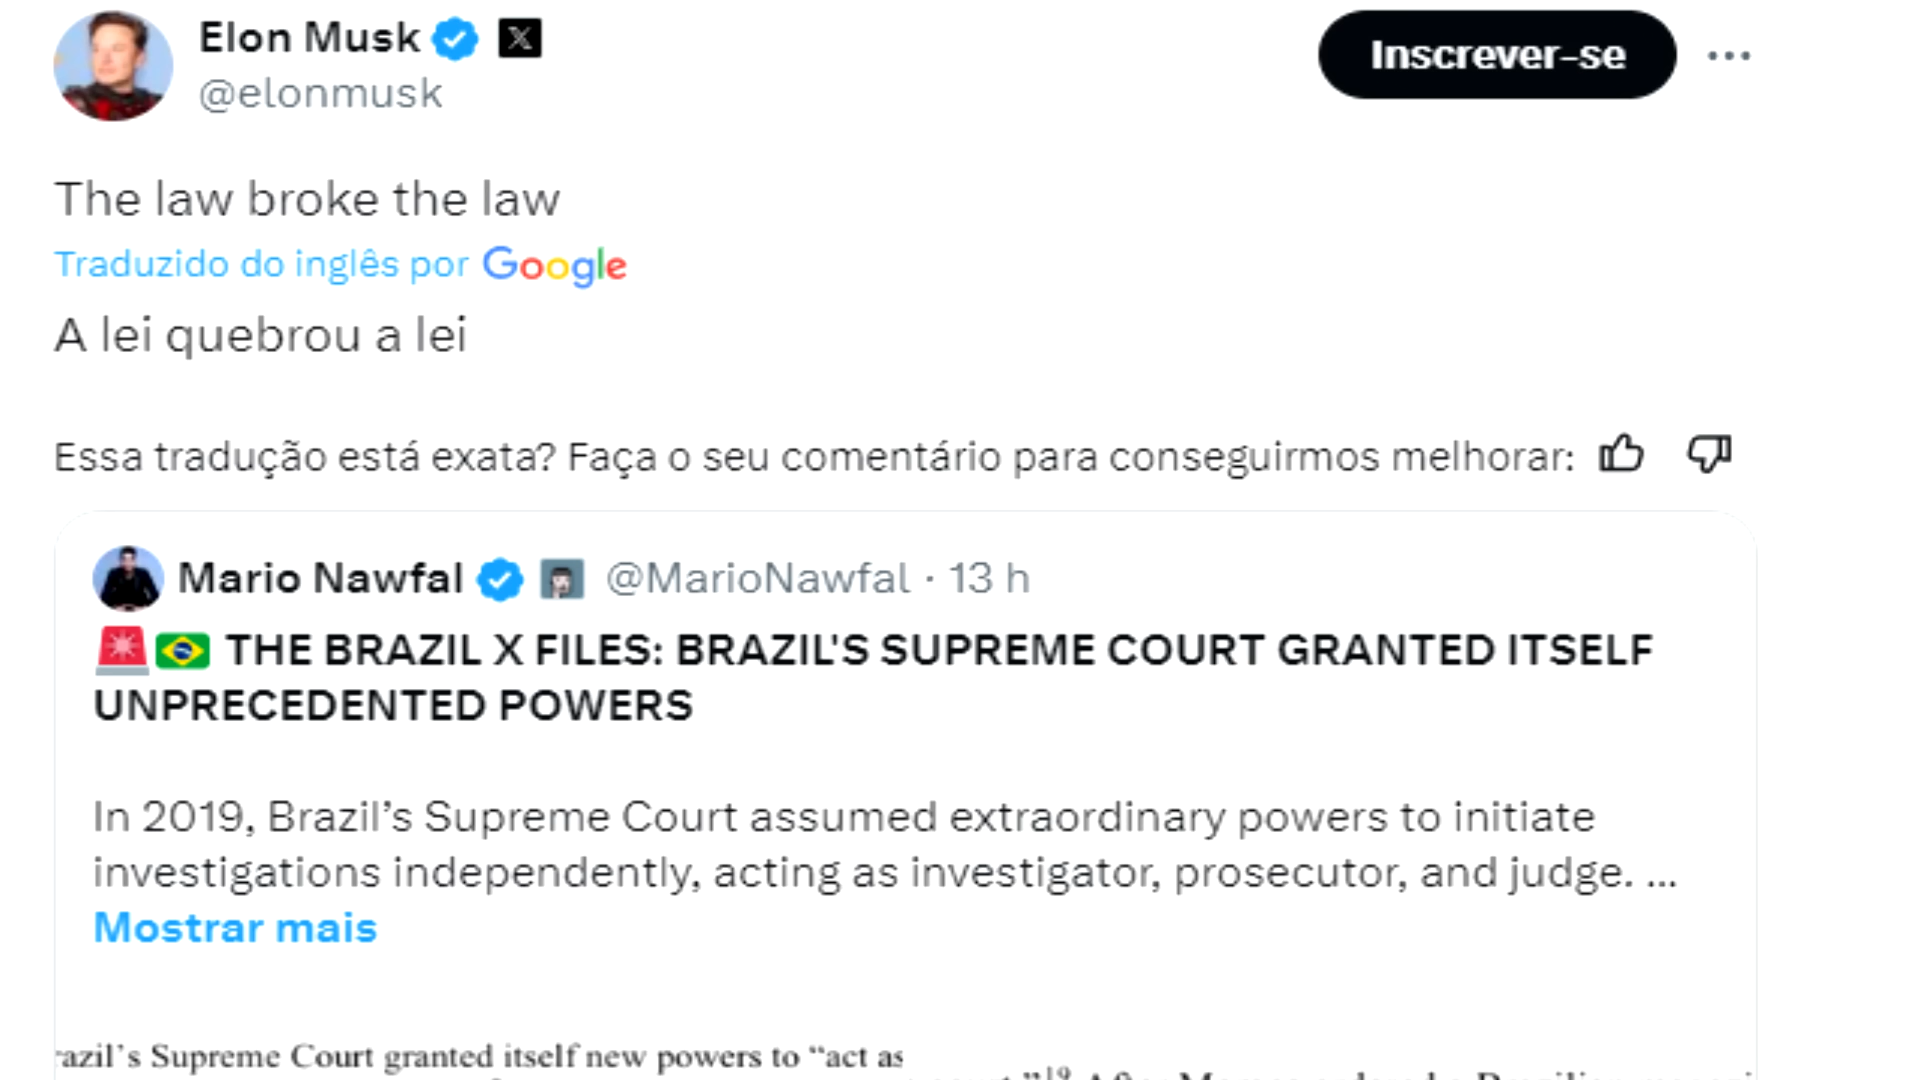 Elon Musk
@elonmusk
Inscrever-se
The law broke the law
Traduzido do inglês por Google
A lei quebrou a lei
Essa tradução está exata? Faça o seu comentário para conseguirmos melhorar:
Mario Nawfal @MarioNawfal · 13 h
🚨🇧🇷 THE BRAZIL X FILES: BRAZIL'S SUPREME COURT GRANTED ITSELF
UNPRECEDENTED POWERS
In 2019, Brazil’s Supreme Court assumed extraordinary powers to initiate
investigations independently, acting as investigator, prosecutor, and judge. ...
Mostrar mais
razil’s Supreme Court granted itself new powers to “act as